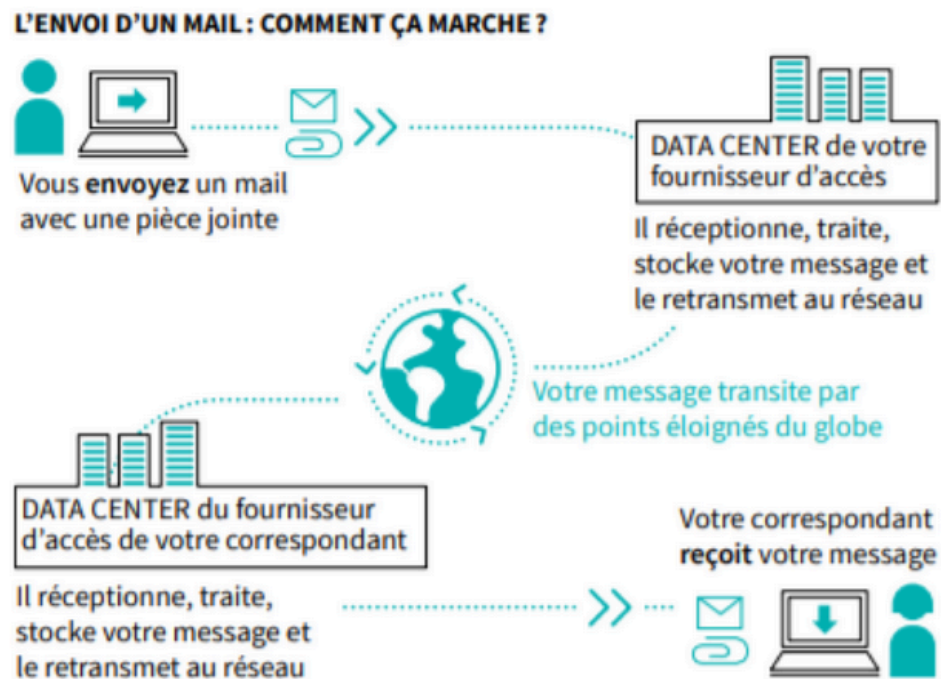 L'ENVOI D'UN MAIL : COMMENT ÇA MARCHE ?
Vous envoyez un mail
avec une pièce jointe
DATA CENTER de votre
fournisseur d'accès
Il réceptionne, traite,
stocke votre message et
le retransmet au réseau
Votre message transite par
des points éloignés du globe
DATA CENTER du fournisseur
d'accès de votre correspondant
Il réceptionne, traite,
stocke votre message et
le retransmet au réseau
Votre correspondant
reçoit votre message